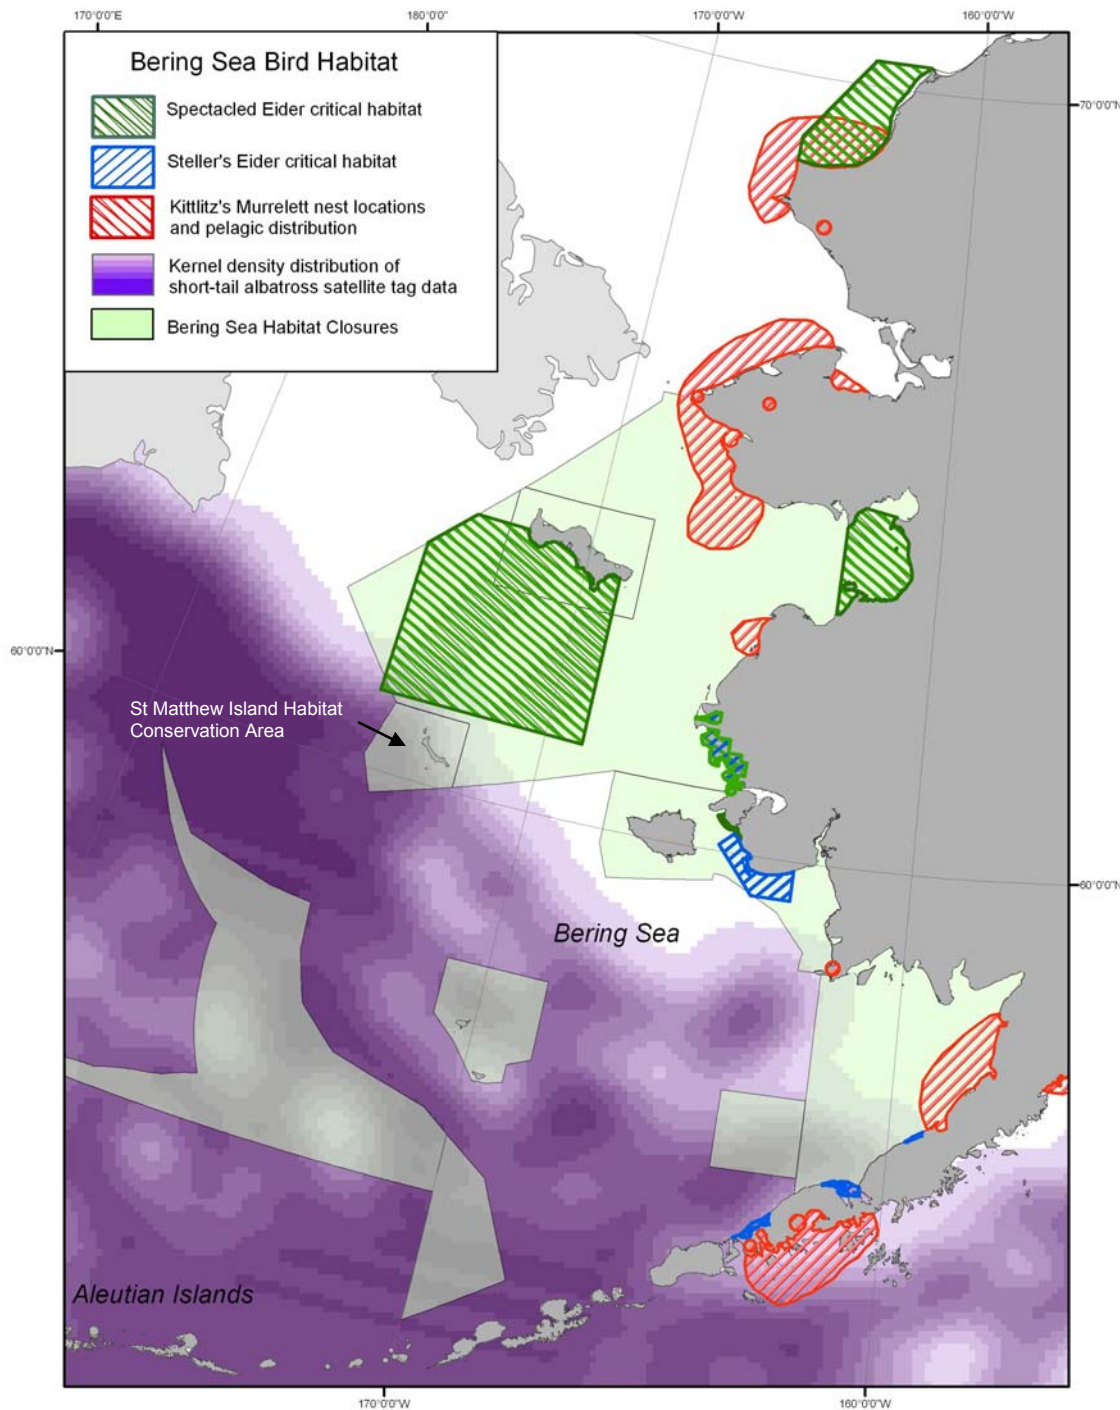 170°0'0"E
180°0'0"
170°0'0"W
160°0'0"W
Bering Sea Bird Habitat
Spectacled Eider critical habitat
Steller's Eider critical habitat
Kittlitz's Murrelett nest locations
and pelagic distribution
Kernel density distribution of
short-tail albatross satellite tag data
Bering Sea Habitat Closures
70°0'0"N
60°0'0"N
St Matthew Island Habitat
Conservation Area
60°0'0"N
Bering Sea
Aleutian Islands
170°0'0"W
160°0'0"W